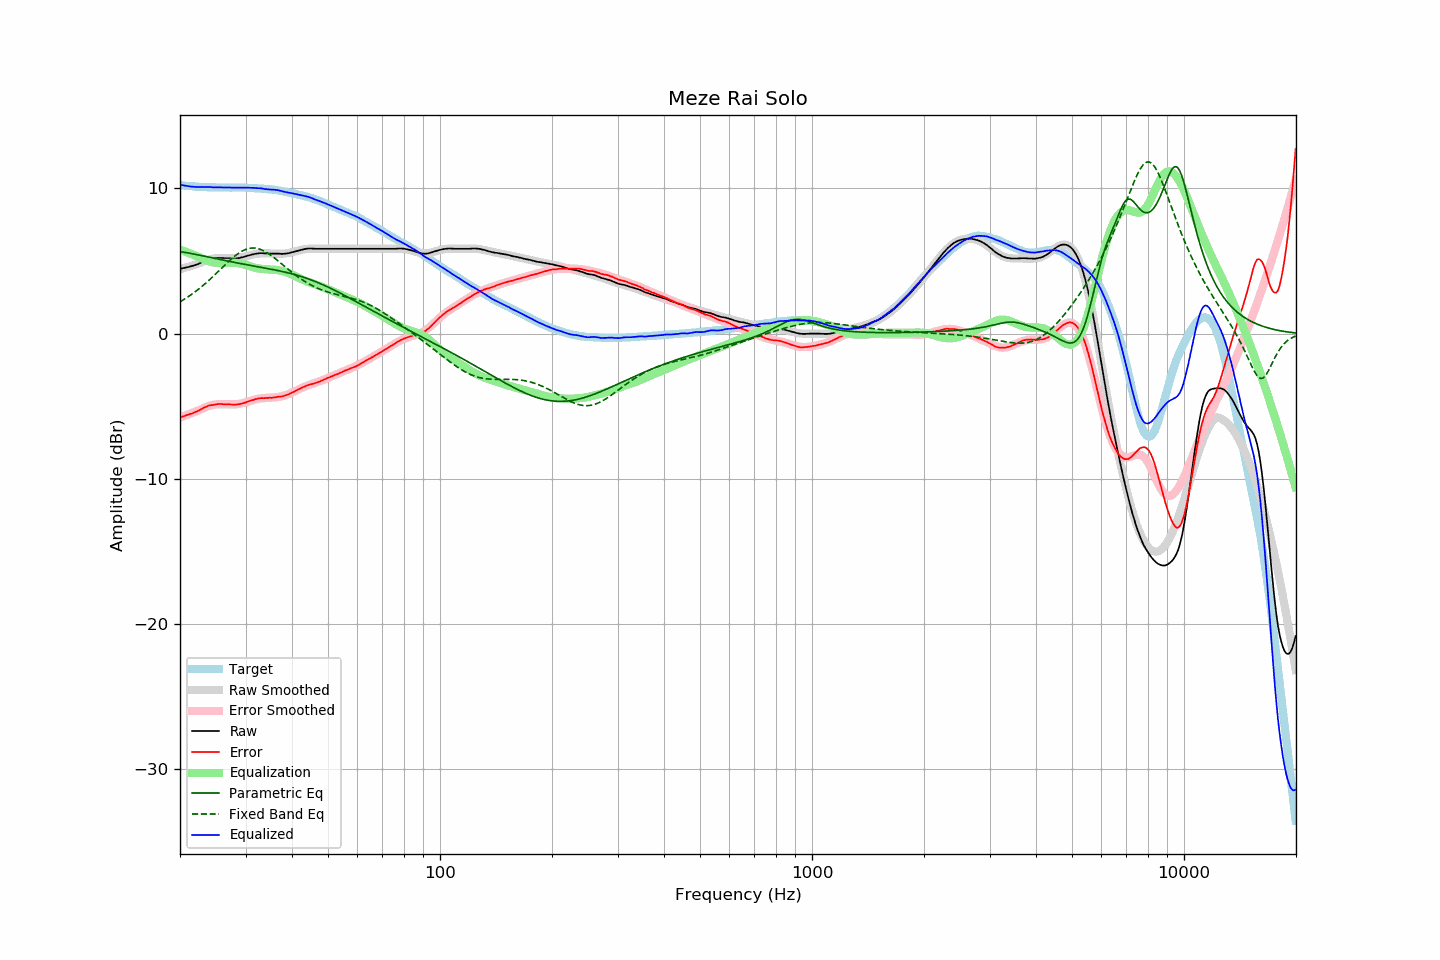 Meze Rai Solo
10
0
−10
−20
−30
Amplitude (dBr)
Target
Raw Smoothed
Error Smoothed
Raw
Error
Equalization
Parametric Eq
Fixed Band Eq
Equalized
100
1000
10000
Frequency (Hz)